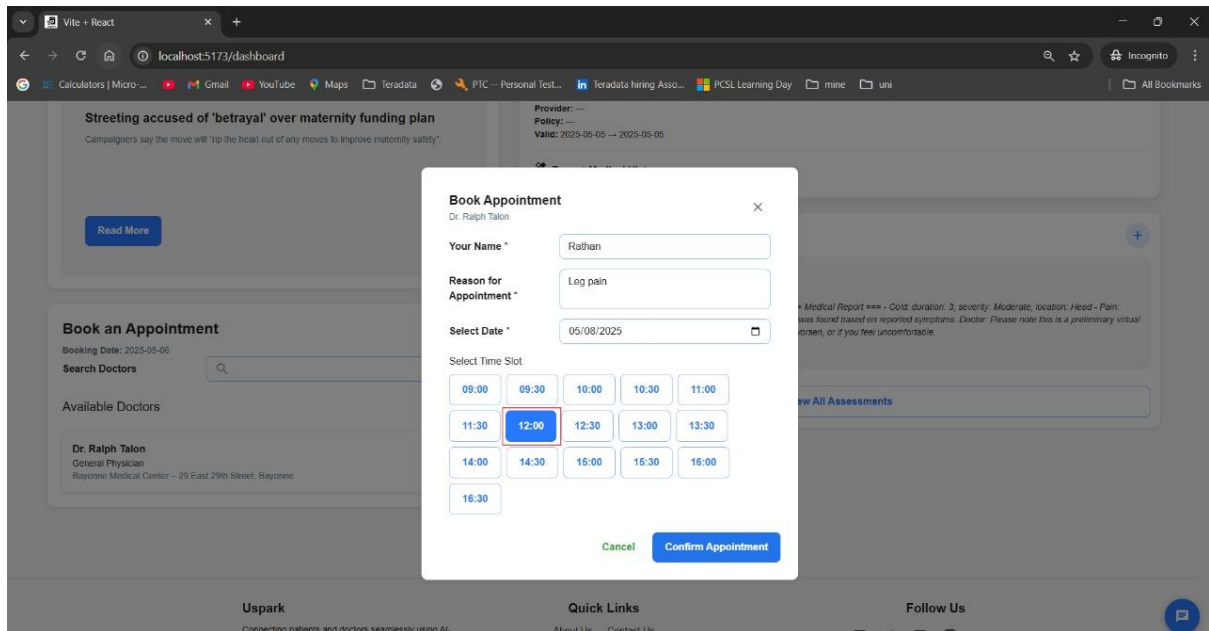 Vite + React
localhost:5173/dashboard
Incognito
Calculators | Micro-... Gmail YouTube Maps Teradata PTC -- Personal Test... Teradata hiring Asso... PCSL Learning Day mine uni All Bookmarks
Streeting accused of 'betrayal' over maternity funding plan
Campaigners say the move will "rip the heart out of any moves to improve maternity safety".
Read More
Provider: —
Policy: —
Valid: 2025-05-05 → 2025-05-05
Book an Appointment
Booking Date: 2025-05-06
Search Doctors
Available Doctors
Dr. Ralph Talon
General Physician
Bayonne Medical Center – 29 East 29th Street, Bayonne
Book Appointment
Dr. Ralph Talon
Your Name *
Rathan
Reason for Appointment *
Leg pain
Select Date *
05/08/2025
Select Time Slot
09:00 09:30 10:00 10:30 11:00
11:30 12:00 12:30 13:00 13:30
14:00 14:30 15:00 15:30 16:00
16:30
Cancel Confirm Appointment
= Medical Report === - Cold: duration: 3, severity: Moderate, location: Head - Pain:
was found based on reported symptoms. Doctor: Please note this is a preliminary virtual
worsen, or if you feel uncomfortable.
All Assessments
Uspark
Connecting patients and doctors seamlessly using AI-
Quick Links
About Us Contact Us
Follow Us